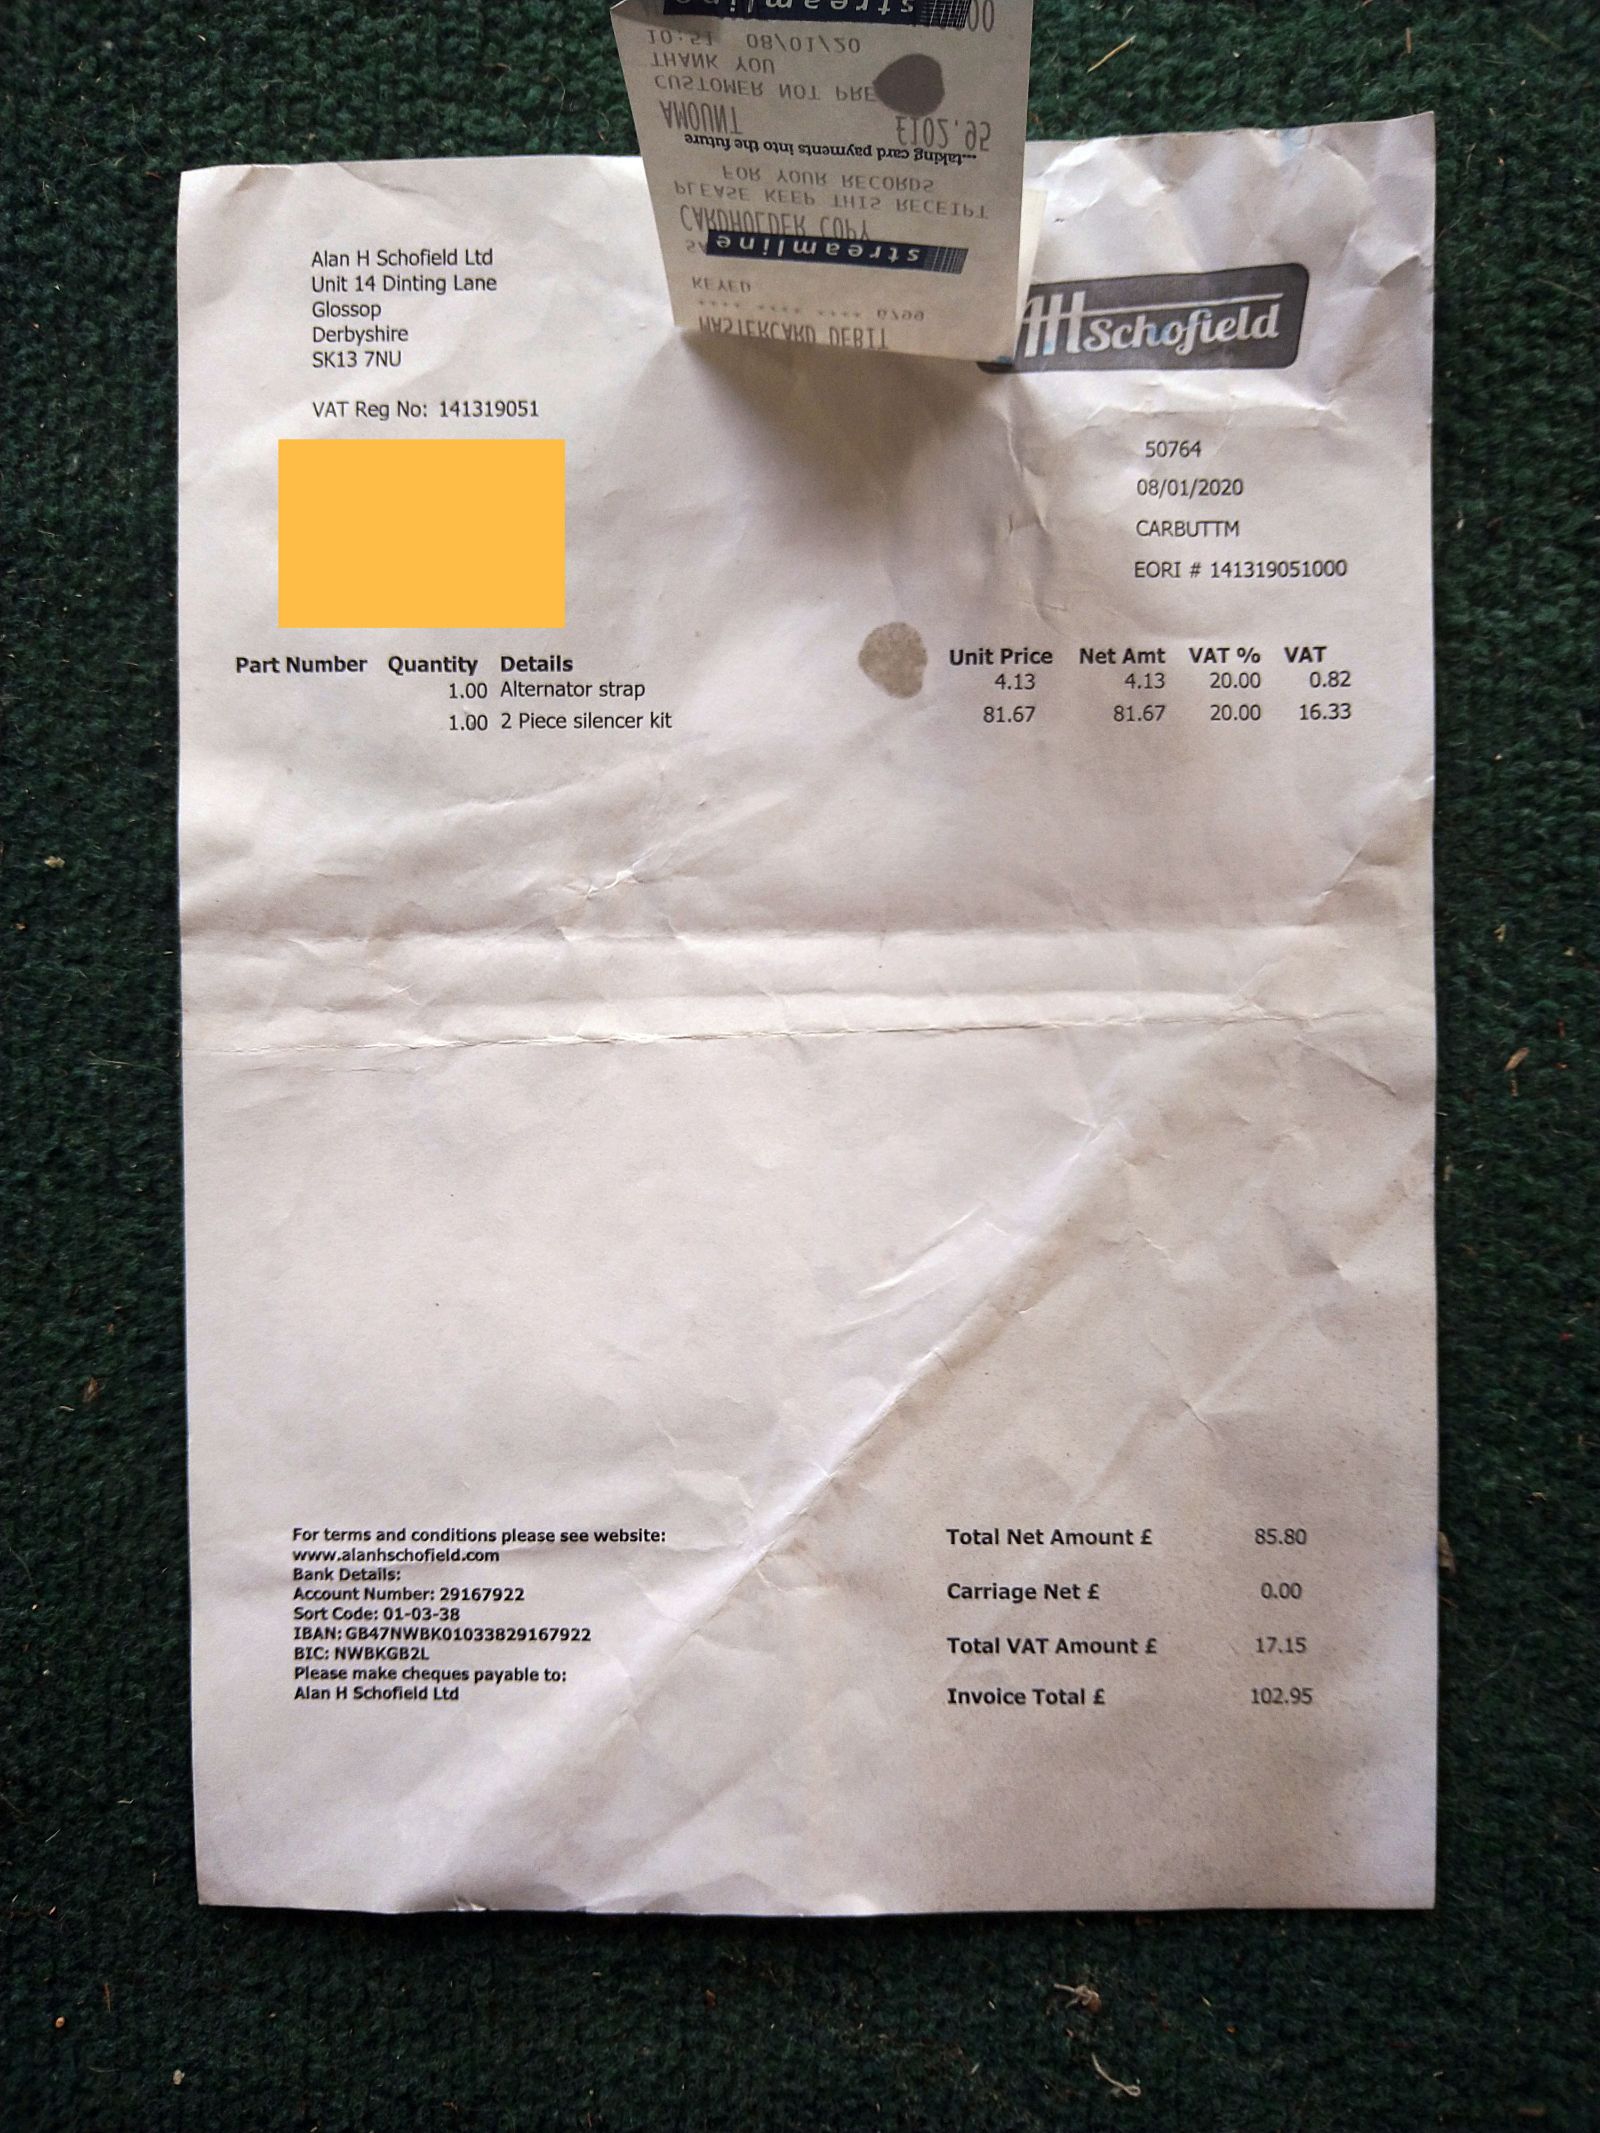 streamline
10:51 08/01/20
THANK YOU
CUSTOMER NOT PRE
AMOUNT £102.95
...taking card payments into the future
FOR YOUR RECORDS
PLEASE KEEP THIS RECEIPT
CARDHOLDER COPY
streamline
KEYED
**** **** **** 6799
MASTERCARD DEBIT
AHSchofield
Alan H Schofield Ltd
Unit 14 Dinting Lane
Glossop
Derbyshire
SK13 7NU
VAT Reg No: 141319051
50764
08/01/2020
CARBUTTM
EORI # 141319051000
Part Number Quantity Details Unit Price Net Amt VAT % VAT
1.00 Alternator strap 4.13 4.13 20.00 0.82
1.00 2 Piece silencer kit 81.67 81.67 20.00 16.33
For terms and conditions please see website:
www.alanhschofield.com
Bank Details:
Account Number: 29167922
Sort Code: 01-03-38
IBAN: GB47NWBK01033829167922
BIC: NWBKGB2L
Please make cheques payable to:
Alan H Schofield Ltd
Total Net Amount £ 85.80
Carriage Net £ 0.00
Total VAT Amount £ 17.15
Invoice Total £ 102.95